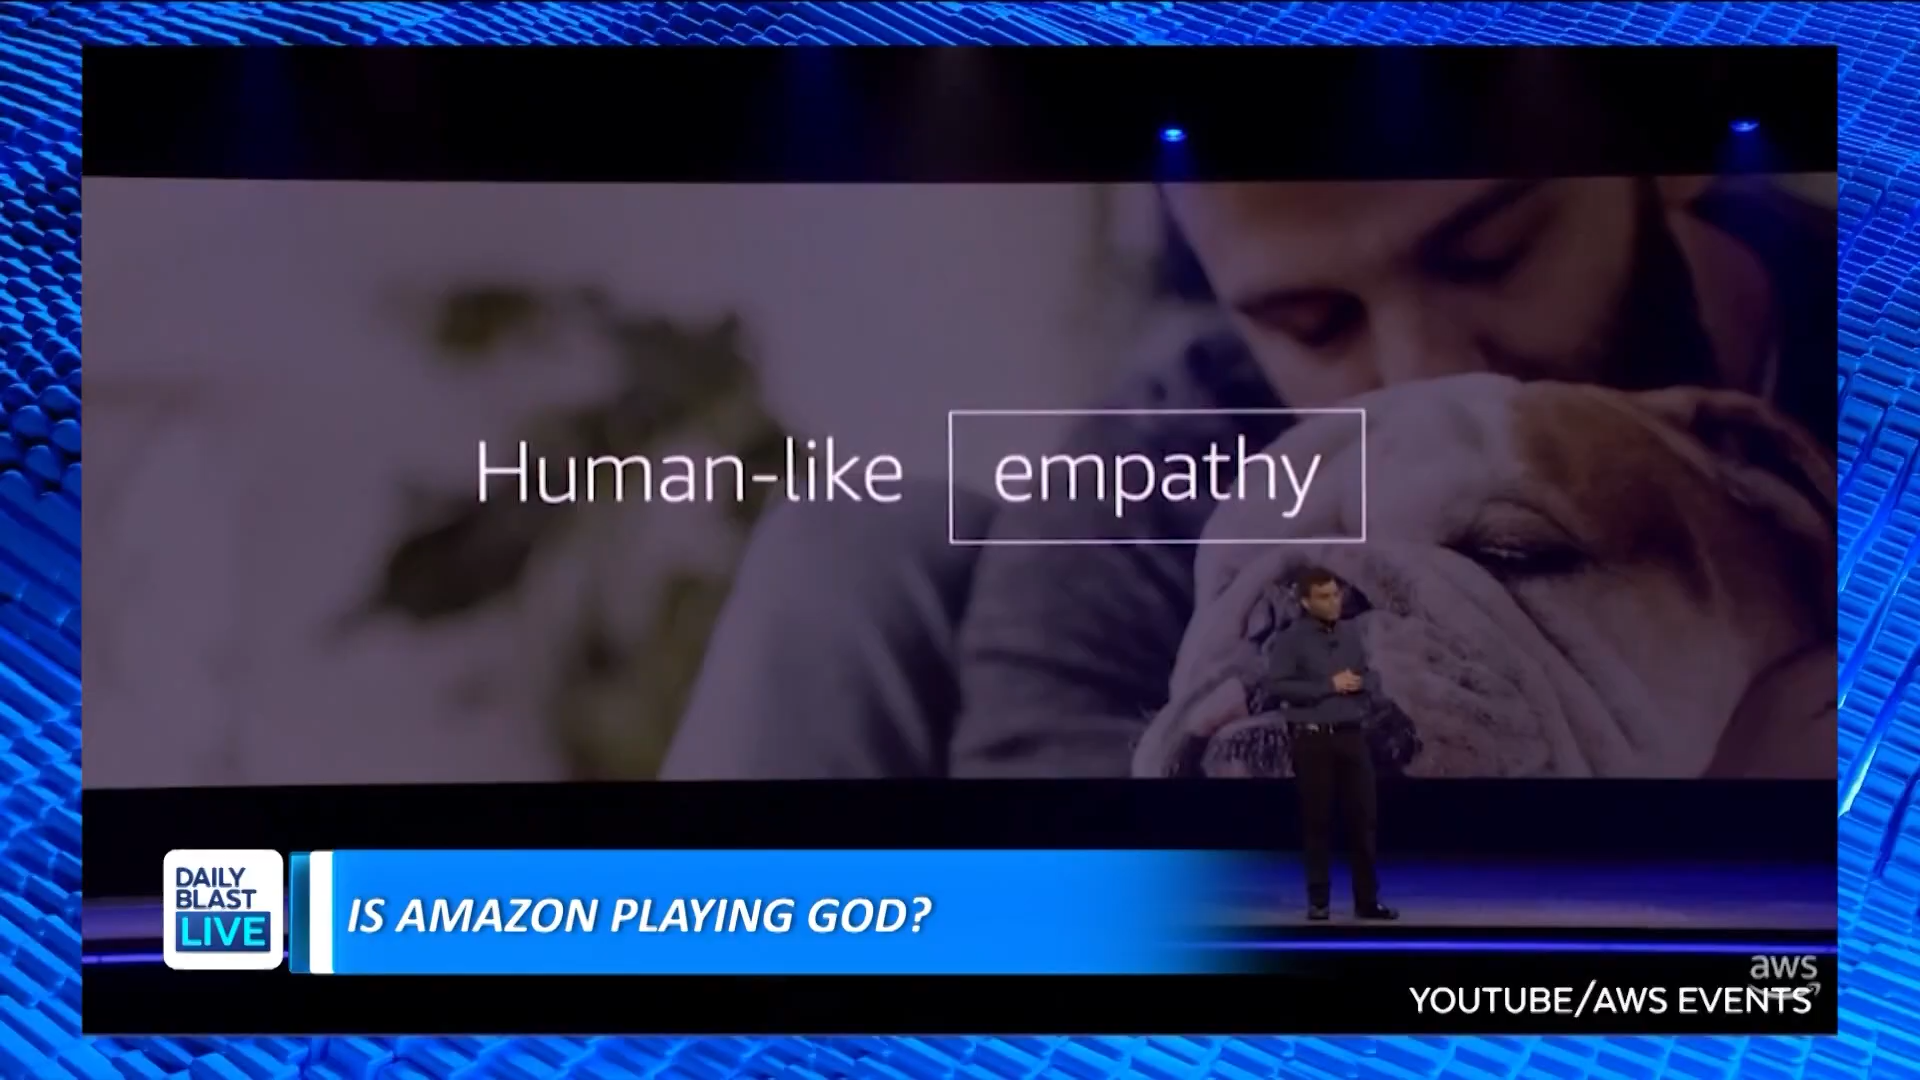 Human-like empathy
DAILY
BLAST
LIVE
IS AMAZON PLAYING GOD?
aws
YOUTUBE/AWS EVENTS